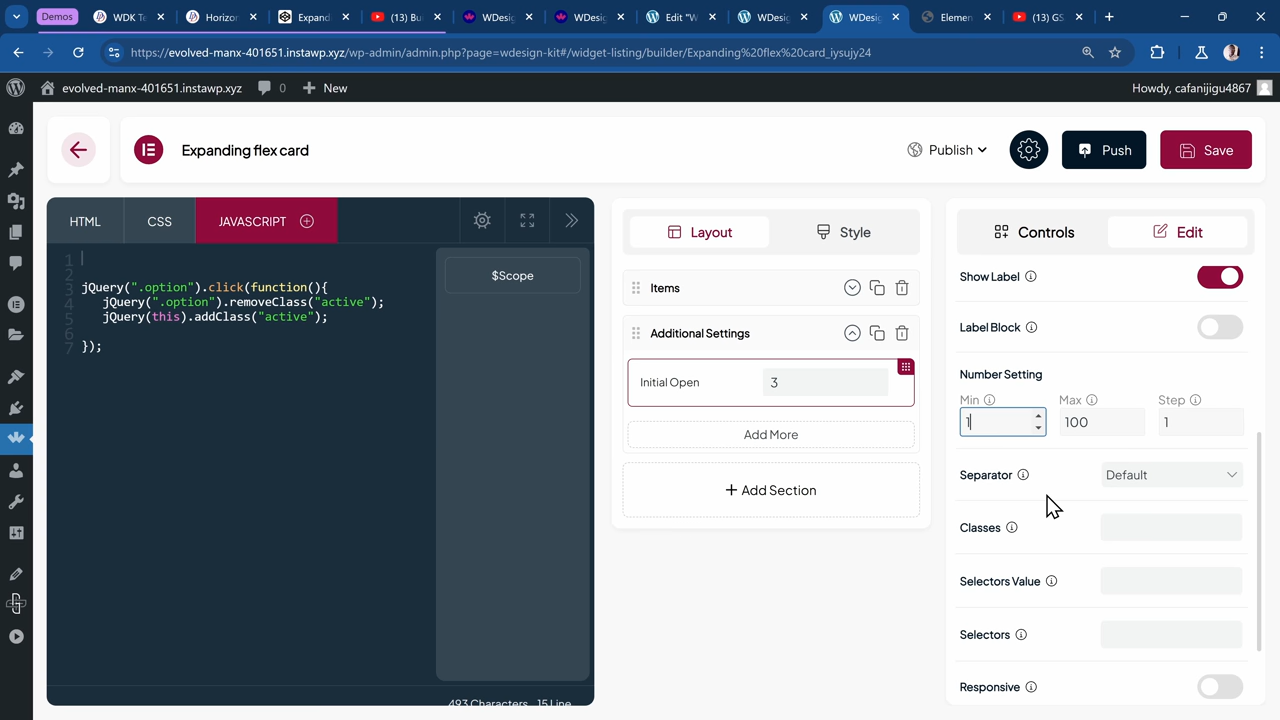 Demos
WDK Te
Horizon
Expand
(13) Bu
WDesig
WDesig
Edit "W
WDesig
WDesig
Elemen
(13) GS
https://evolved-manx-401651.instawp.xyz/wp-admin/admin.php?page=wdesign-kit#/widget-listing/builder/Expanding%20flex%20card_iysujy24
evolved-manx-401651.instawp.xyz
0
New
Howdy, cafanijigu4867
Expanding flex card
Publish
Push
Save
HTML
CSS
JAVASCRIPT
1
2
3 jQuery(".option").click(function(){
4 jQuery(".option").removeClass("active");
5 jQuery(this).addClass("active");
6
7 });
$Scope
493 Characters, 15 Line
Layout
Style
Items
Additional Settings
Initial Open
3
Add More
+ Add Section
Controls
Edit
Show Label
Label Block
Number Setting
Min
Max
Step
1
100
1
Separator
Default
Classes
Selectors Value
Selectors
Responsive